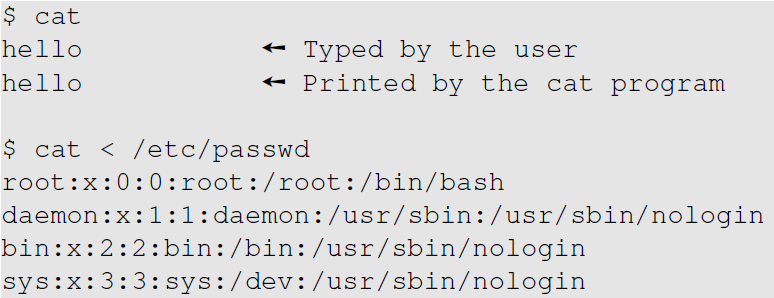 $ cat
hello ← Typed by the user
hello ← Printed by the cat program
$ cat < /etc/passwd
root:x:0:0:root:/root:/bin/bash
daemon:x:1:1:daemon:/usr/sbin:/usr/sbin/nologin
bin:x:2:2:bin:/bin:/usr/sbin/nologin
sys:x:3:3:sys:/dev:/usr/sbin/nologin